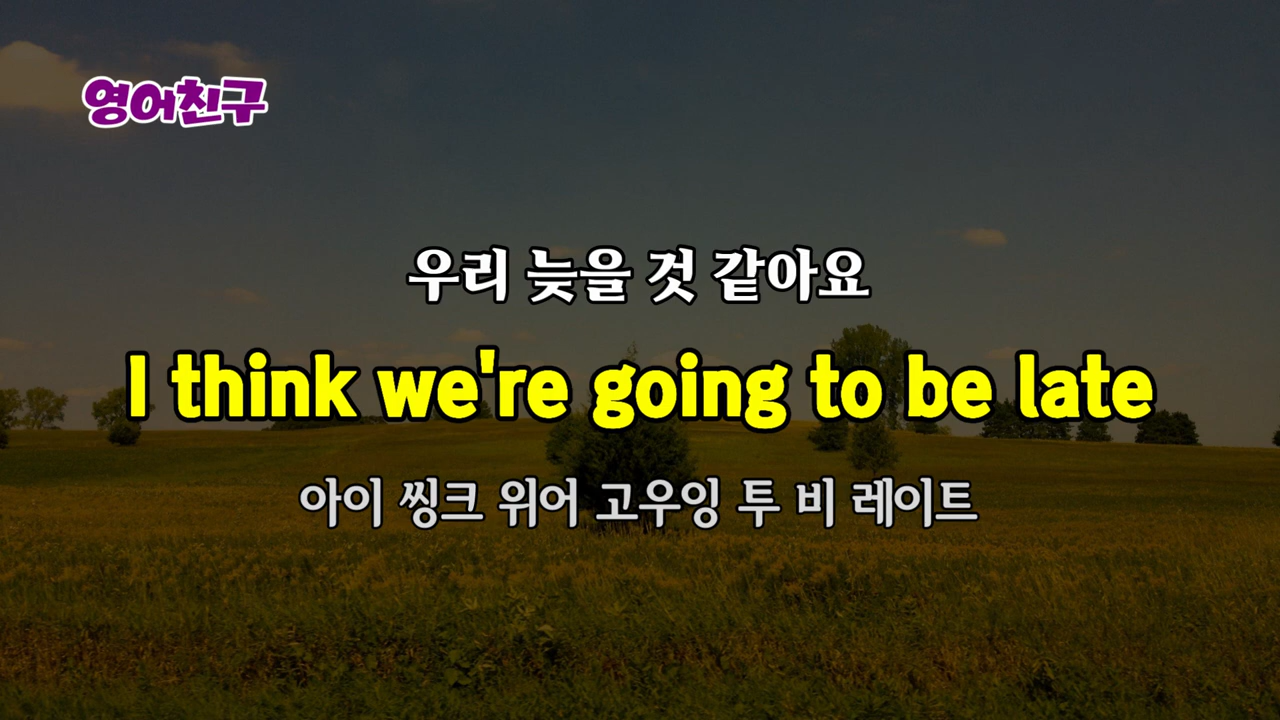 영어친구
우리 늦을 것 같아요
I think we're going to be late
아이 씽크 위어 고우잉 투 비 레이트